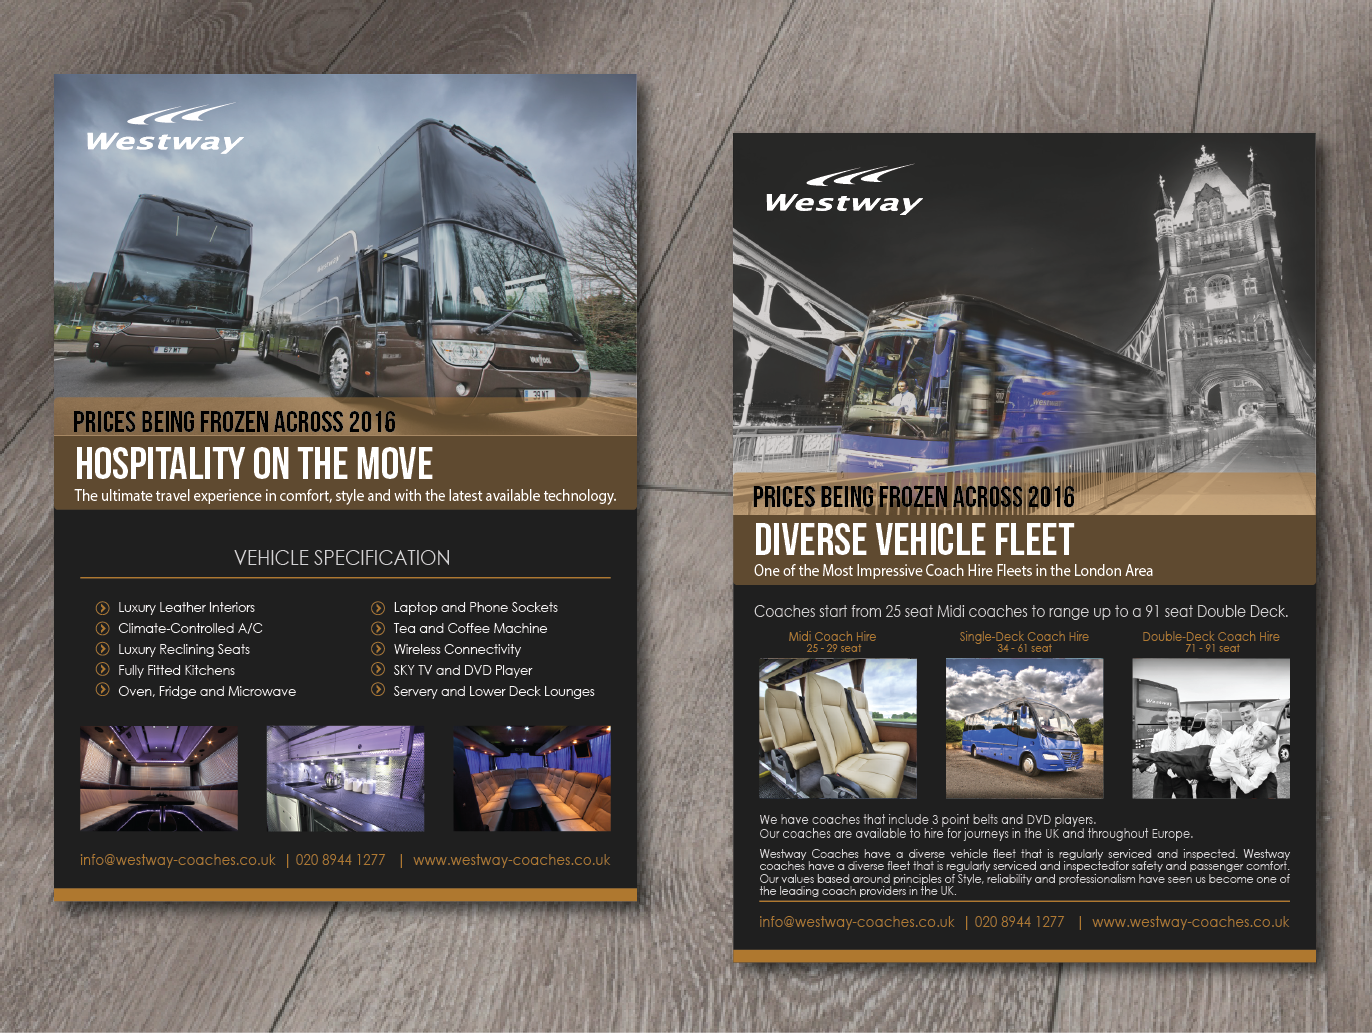 Westway
PRICES BEING FROZEN ACROSS 2016
HOSPITALITY ON THE MOVE
The ultimate travel experience in comfort, style and with the latest available technology.
VEHICLE SPECIFICATION
Luxury Leather Interiors
Climate-Controlled A/C
Luxury Reclining Seats
Fully Fitted Kitchens
Oven, Fridge and Microwave
Laptop and Phone Sockets
Tea and Coffee Machine
Wireless Connectivity
SKY TV and DVD Player
Servery and Lower Deck Lounges
info@westway-coaches.co.uk | 020 8944 1277 | www.westway-coaches.co.uk
Westway
PRICES BEING FROZEN ACROSS 2016
DIVERSE VEHICLE FLEET
One of the Most Impressive Coach Hire Fleets in the London Area
Coaches start from 25 seat Midi coaches to range up to a 91 seat Double Deck.
Midi Coach Hire
25 - 29 seat
Single-Deck Coach Hire
34 - 61 seat
Double-Deck Coach Hire
71 - 91 seat
We have coaches that include 3 point belts and DVD players.
Our coaches are available to hire for journeys in the UK and throughout Europe.
Westway Coaches have a diverse vehicle fleet that is regularly serviced and inspected. Westway
coaches have a diverse fleet that is regularly serviced and inspectedfor safety and passenger comfort.
Our values based around principles of Style, reliability and professionalism have seen us become one of
the leading coach providers in the UK.
info@westway-coaches.co.uk | 020 8944 1277 | www.westway-coaches.co.uk